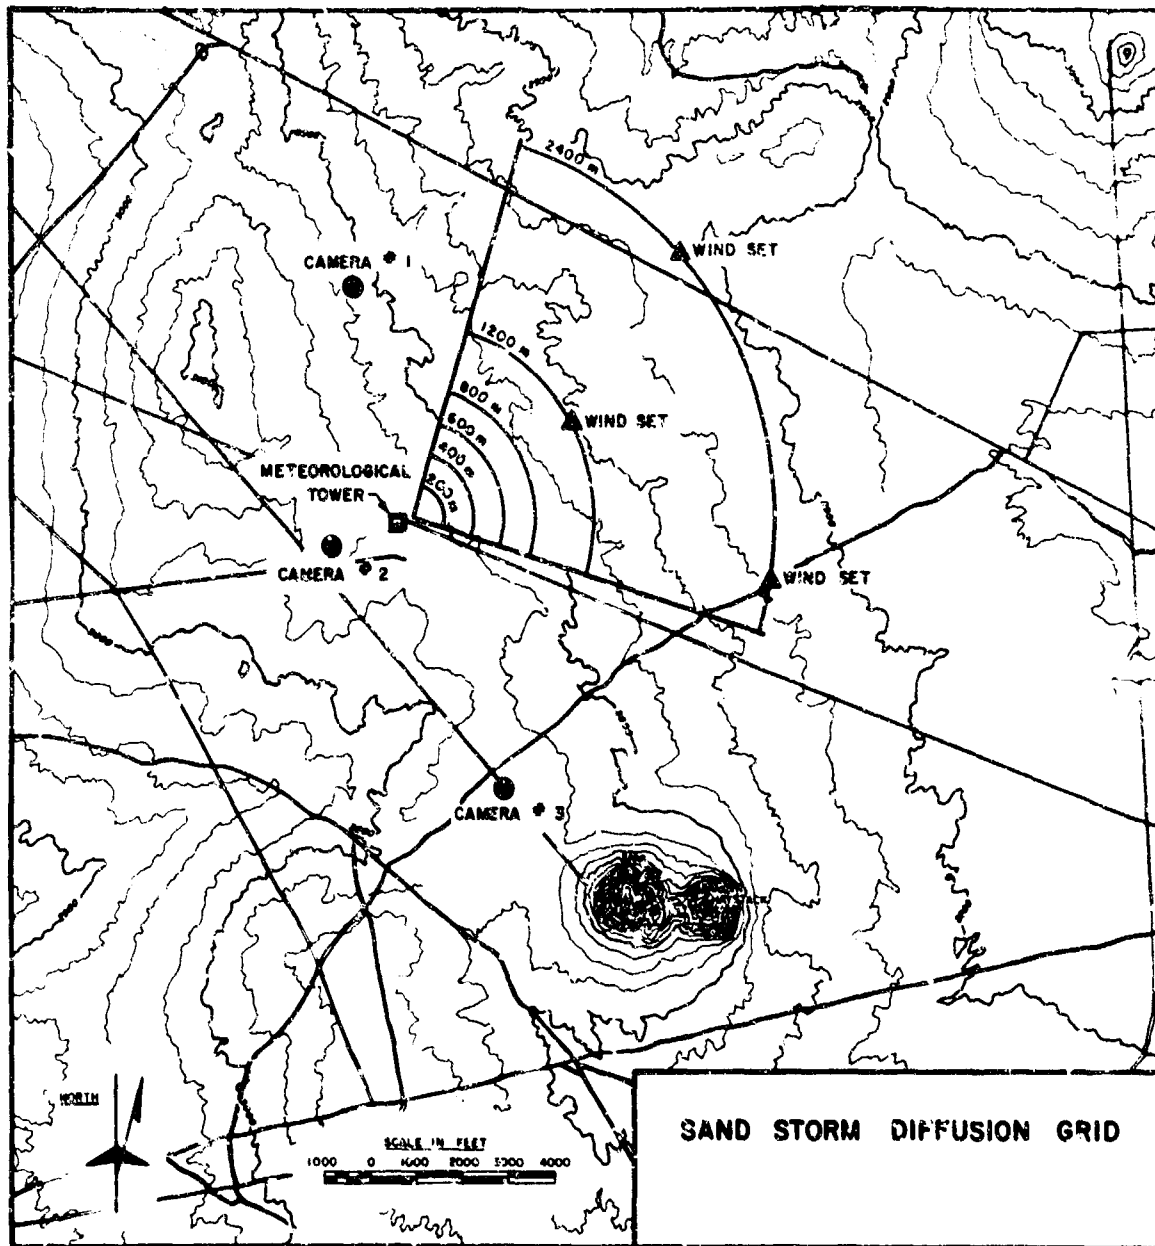 2400 m
WIND SET
CAMERA # 1
1200 m
800 m
WIND SET
600 m
400 m
METEOROLOGICAL
TOWER
200 m
CAMERA # 2
WIND SET
CAMERA # 3
NORTH
SCALE IN FEET
1000 0 1000 2000 3000 4000
SAND STORM DIFFUSION GRID